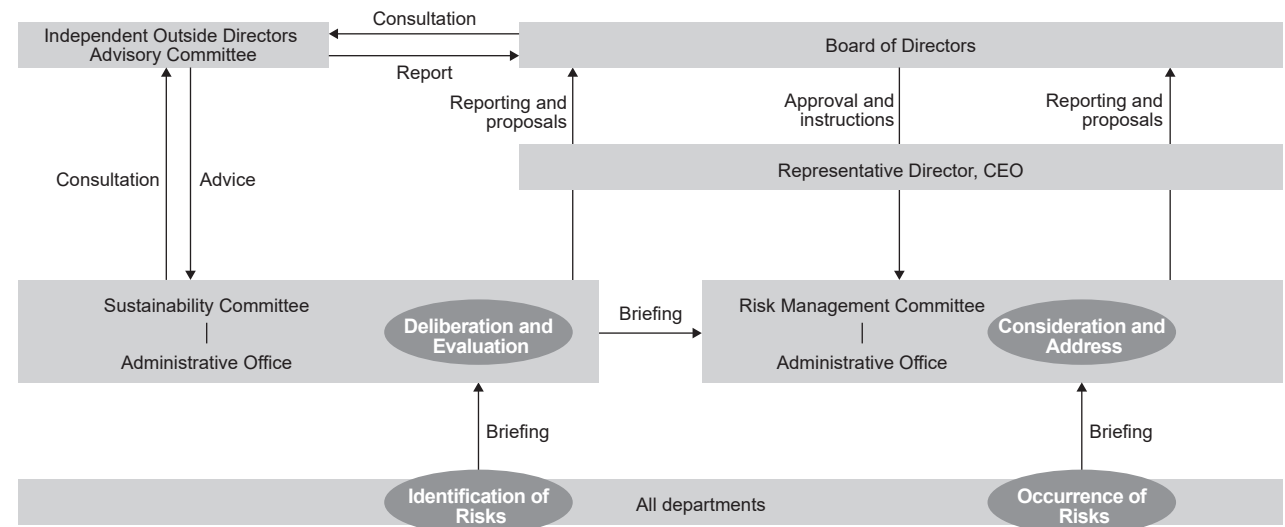 Consultation
Independent Outside Directors
Advisory Committee
Board of Directors
Report
Reporting and
proposals
Approval and
instructions
Reporting and
proposals
Representative Director, CEO
Consultation
Advice
Sustainability Committee
Administrative Office
Deliberation and
Evaluation
Briefing
Risk Management Committee
Administrative Office
Consideration and
Address
Briefing
Briefing
Identification of
Risks
All departments
Occurrence of
Risks